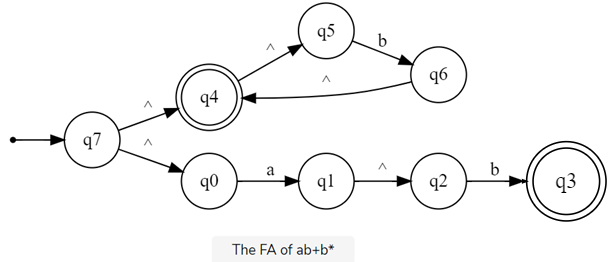 q5
^
b
q6
^
q4
^
q7
^
q0
a
q1
^
q2
b
q3
The FA of ab+b*